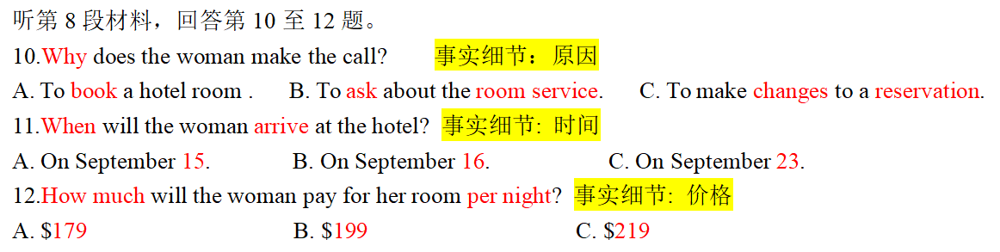 听第 8 段材料，回答第 10 至 12 题。
10.Why does the woman make the call? 事实细节：原因
A. To book a hotel room . B. To ask about the room service. C. To make changes to a reservation.
11.When will the woman arrive at the hotel? 事实细节: 时间
A. On September 15. B. On September 16. C. On September 23.
12.How much will the woman pay for her room per night? 事实细节: 价格
A. $179 B. $199 C. $219